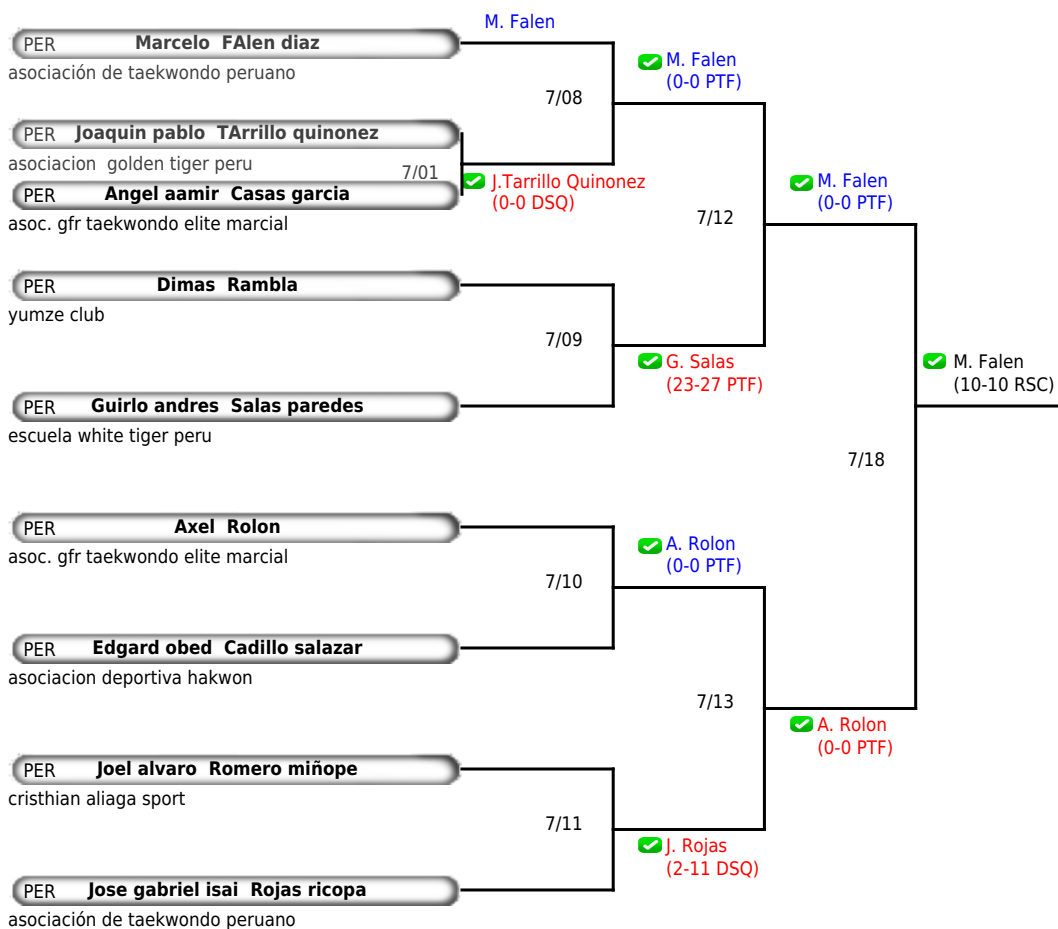 M. Falen
PER Marcelo FAlen diaz
asociación de taekwondo peruano
M. Falen
(0-0 PTF)
7/08
PER Joaquin pablo TArrillo quinonez
asociacion golden tiger peru
7/01
J.Tarrillo Quinonez
(0-0 DSQ)
PER Angel aamir Casas garcia
asoc. gfr taekwondo elite marcial
M. Falen
(0-0 PTF)
7/12
PER Dimas Rambla
yumze club
7/09
G. Salas
(23-27 PTF)
M. Falen
(10-10 RSC)
PER Guirlo andres Salas paredes
escuela white tiger peru
7/18
PER Axel Rolon
asoc. gfr taekwondo elite marcial
A. Rolon
(0-0 PTF)
7/10
PER Edgard obed Cadillo salazar
asociacion deportiva hakwon
7/13
A. Rolon
(0-0 PTF)
PER Joel alvaro Romero miñope
cristhian aliaga sport
7/11
J. Rojas
(2-11 DSQ)
PER Jose gabriel isai Rojas ricopa
asociación de taekwondo peruano